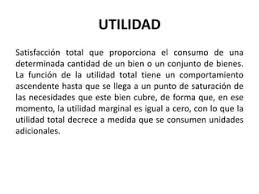 UTILIDAD
Satisfacción total que proporciona el consumo de una
determinada cantidad de un bien o un conjunto de bienes.
La función de la utilidad total tiene un comportamiento
ascendente hasta que se llega a un punto de saturación de
las necesidades que este bien cubre, de forma que, en ese
momento, la utilidad marginal es igual a cero, con lo que la
utilidad total decrece a medida que se consumen unidades
adicionales.